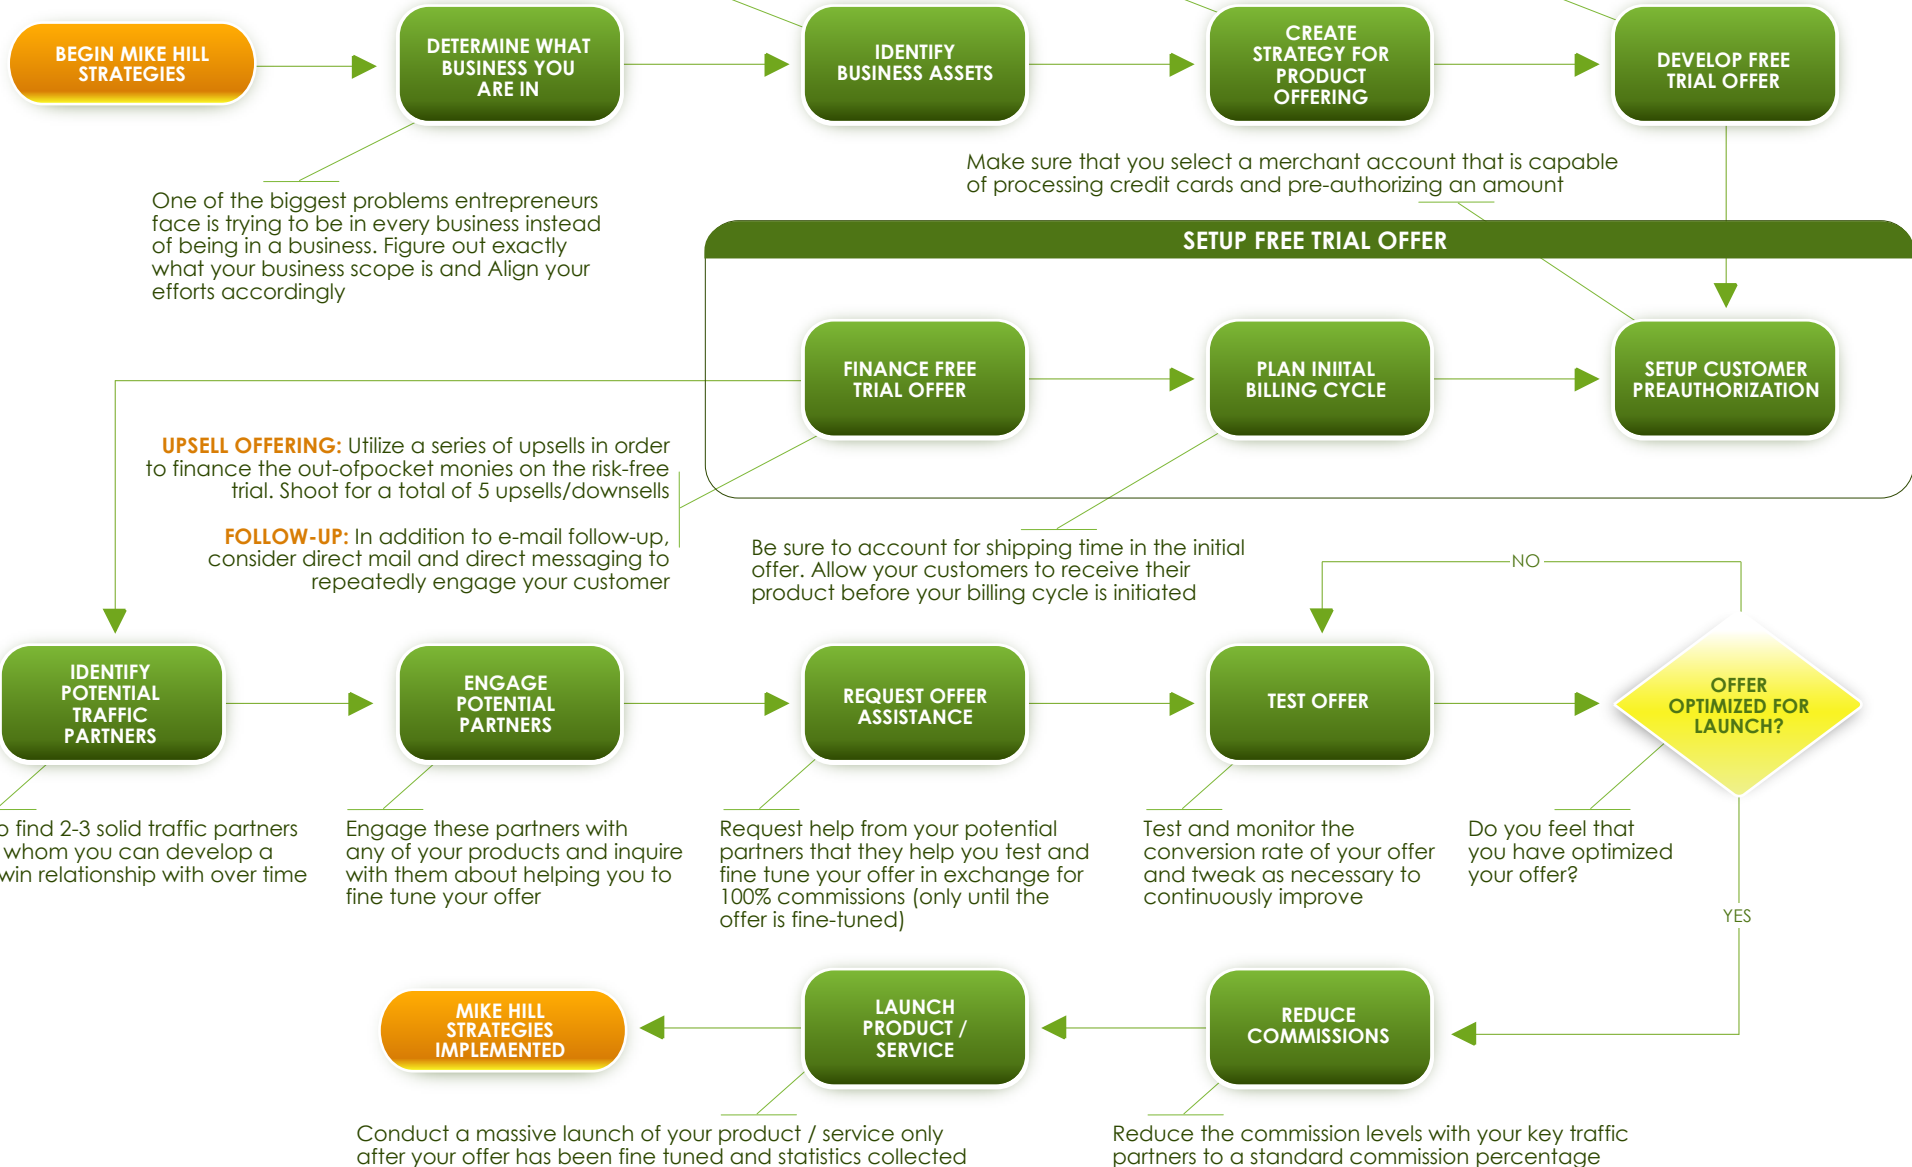 BEGIN MIKE HILL
STRATEGIES
DETERMINE WHAT
BUSINESS YOU
ARE IN
IDENTIFY
BUSINESS ASSETS
CREATE
STRATEGY FOR
PRODUCT
OFFERING
DEVELOP FREE
TRIAL OFFER
One of the biggest problems entrepreneurs
face is trying to be in every business instead
of being in a business. Figure out exactly
what your business scope is and Align your
efforts accordingly
Make sure that you select a merchant account that is capable
of processing credit cards and pre-authorizing an amount
SETUP FREE TRIAL OFFER
FINANCE FREE
TRIAL OFFER
PLAN INIITAL
BILLING CYCLE
SETUP CUSTOMER
PREAUTHORIZATION
UPSELL OFFERING: Utilize a series of upsells in order
to finance the out-ofpocket monies on the risk-free
trial. Shoot for a total of 5 upsells/downsells
FOLLOW-UP: In addition to e-mail follow-up,
consider direct mail and direct messaging to
repeatedly engage your customer
Be sure to account for shipping time in the initial
offer. Allow your customers to receive their
product before your billing cycle is initiated
NO
IDENTIFY
POTENTIAL
TRAFFIC
PARTNERS
ENGAGE
POTENTIAL
PARTNERS
REQUEST OFFER
ASSISTANCE
TEST OFFER
OFFER
OPTIMIZED FOR
LAUNCH?
find 2-3 solid traffic partners
whom you can develop a
win relationship with over time
Engage these partners with
any of your products and inquire
with them about helping you to
fine tune your offer
Request help from your potential
partners that they help you test and
fine tune your offer in exchange for
100% commissions (only until the
offer is fine-tuned)
Test and monitor the
conversion rate of your offer
and tweak as necessary to
continuously improve
Do you feel that
you have optimized
your offer?
YES
MIKE HILL
STRATEGIES
IMPLEMENTED
LAUNCH
PRODUCT /
SERVICE
REDUCE
COMMISSIONS
Conduct a massive launch of your product / service only
after your offer has been fine tuned and statistics collected
Reduce the commission levels with your key traffic
partners to a standard commission percentage